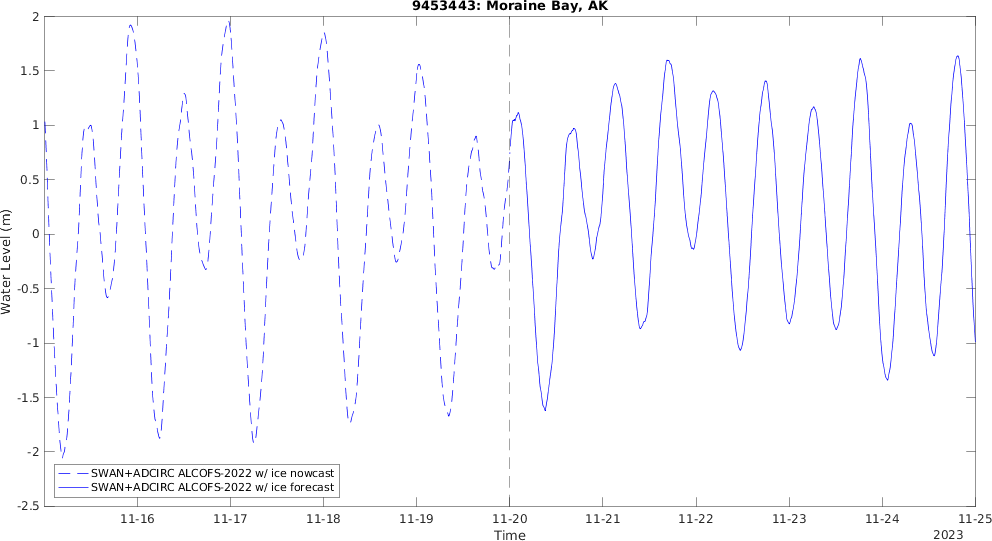 9453443: Moraine Bay, AK
Water Level (m)
2
1.5
1
0.5
0
-0.5
-1
-1.5
-2
-2.5
SWAN+ADCIRC ALCOFS-2022 w/ ice nowcast
SWAN+ADCIRC ALCOFS-2022 w/ ice forecast
11-16 11-17 11-18 11-19 11-20 11-21 11-22 11-23 11-24 11-25
Time
2023